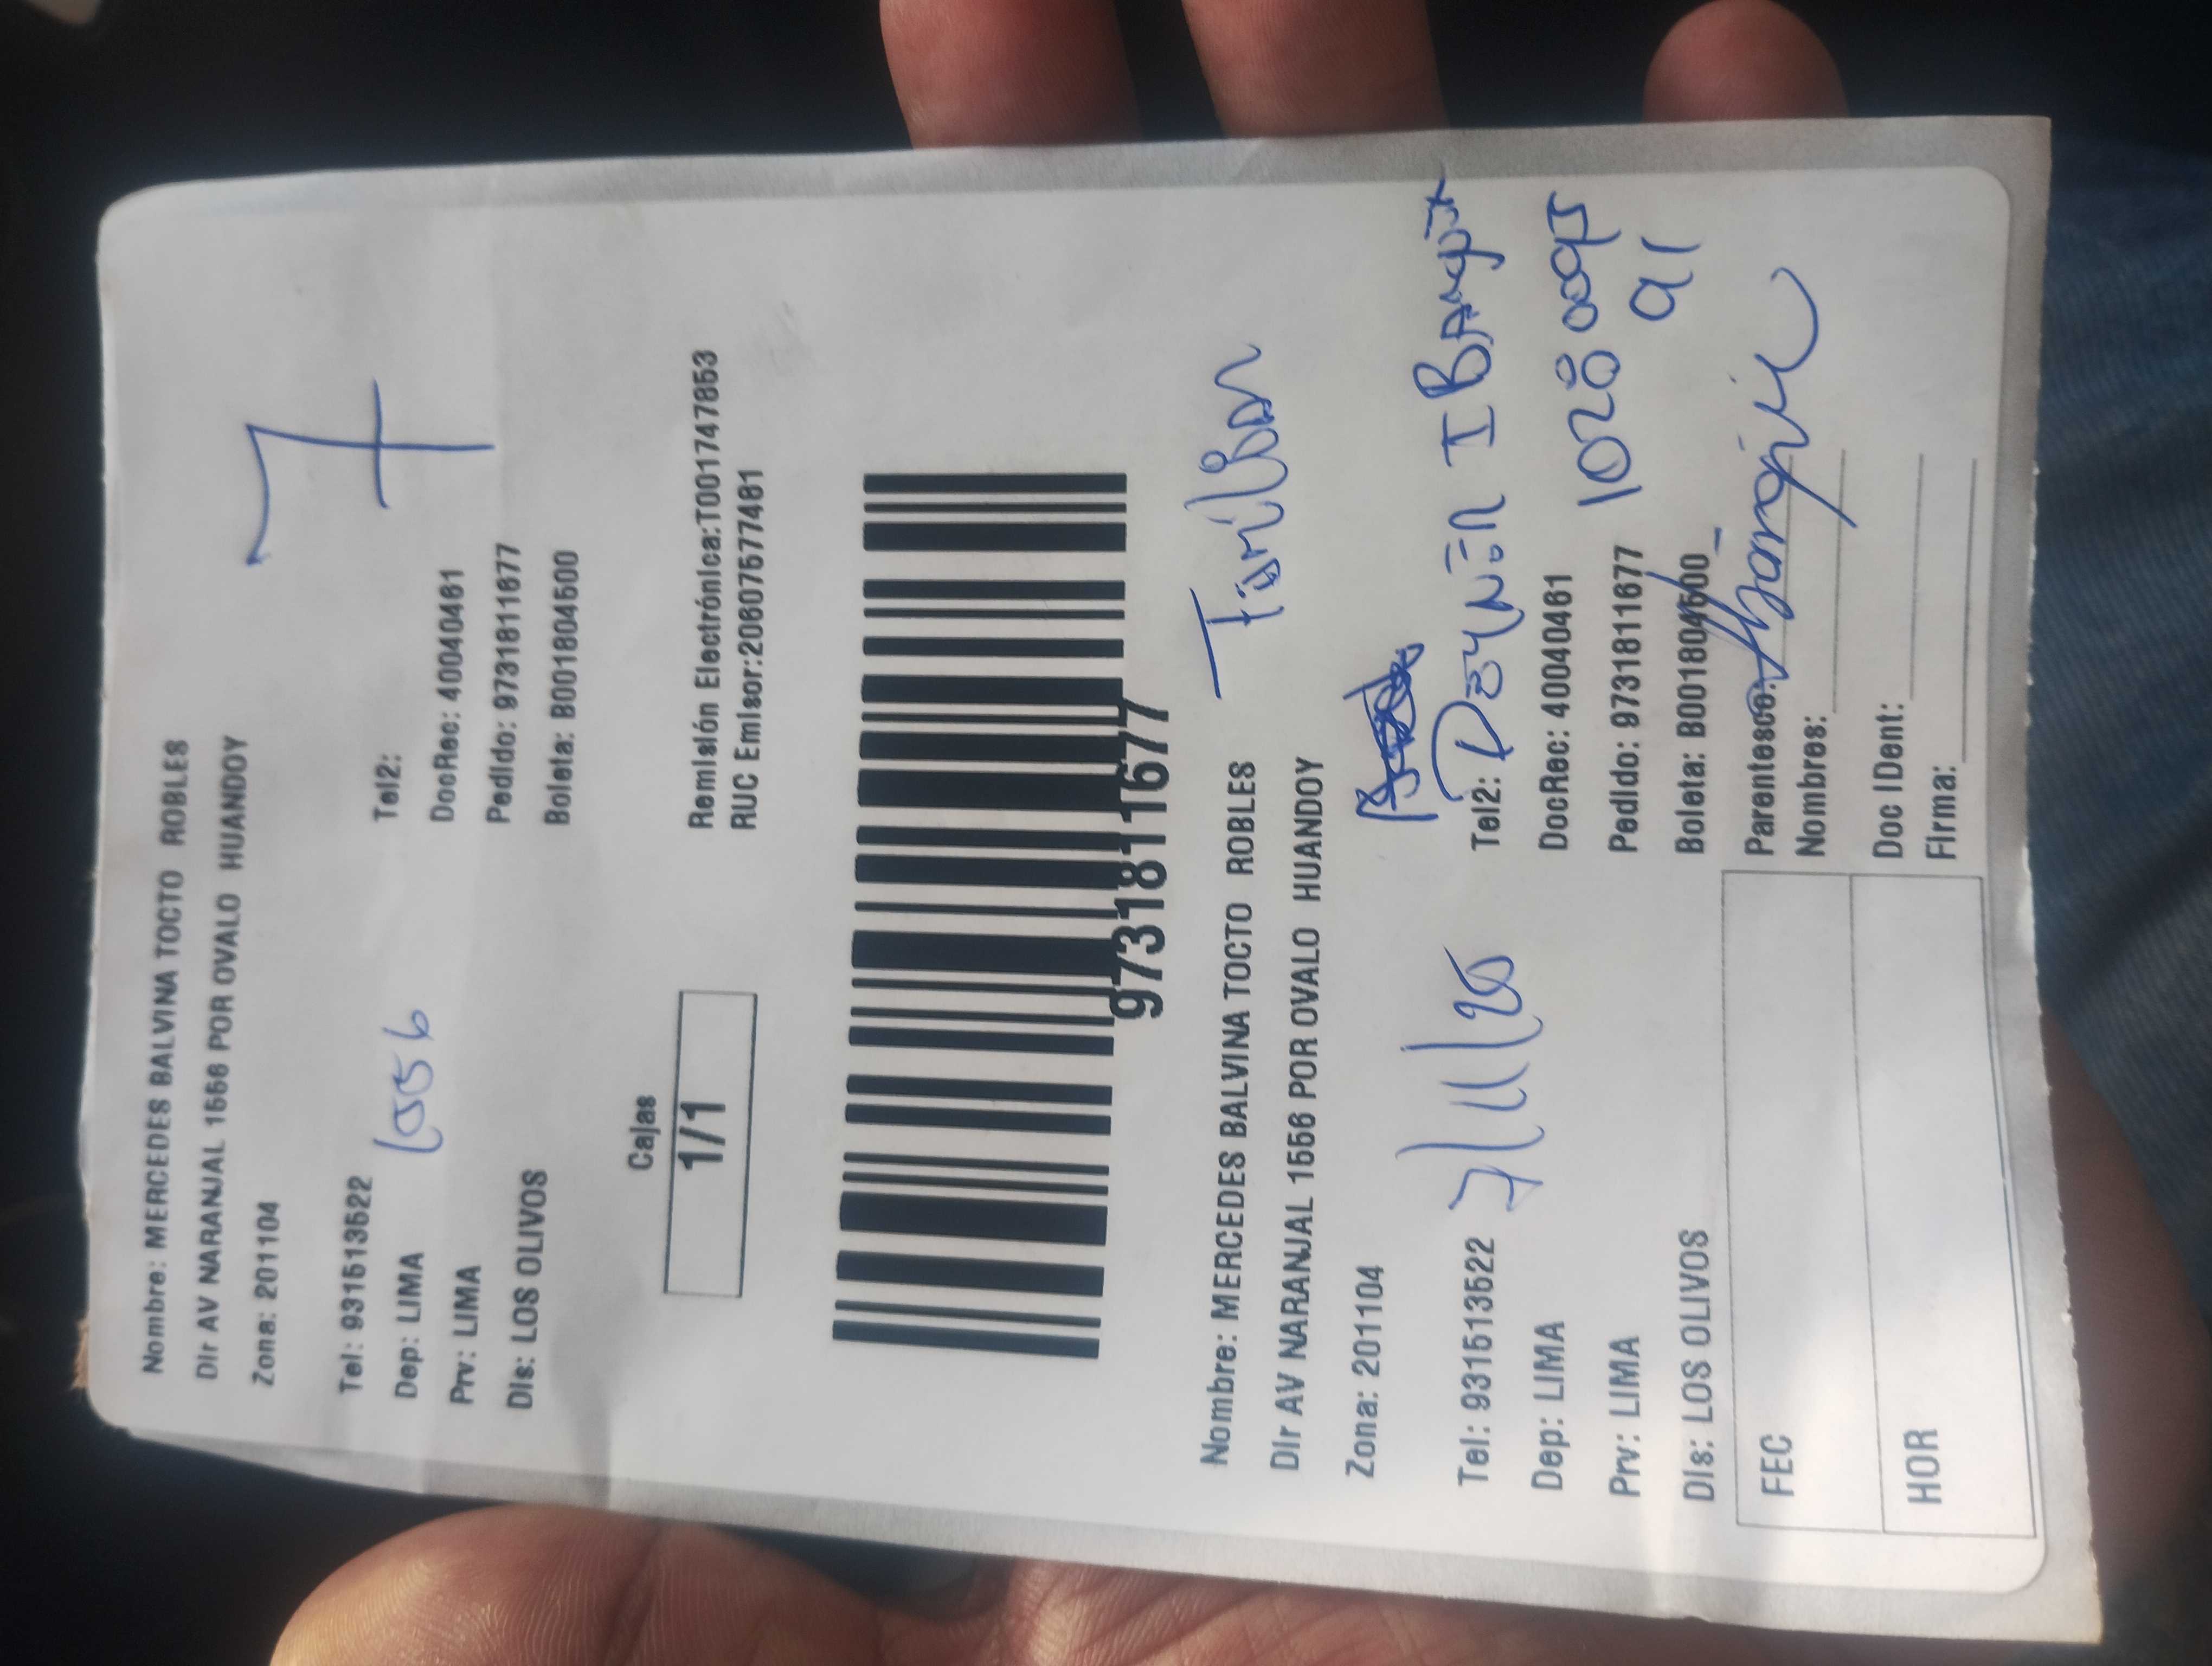 Nombre: MERCEDES BALVINA TOCTO ROBLES
Dir AV NARANJAL 1556 POR OVALO HUANDOY
Zona: 201104
7
Tel: 931513522
Tel2:
Dep: LIMA
1556
DocRec: 40040461
Prv: LIMA
Pedido: 9731811677
Dis: LOS OLIVOS
Boleta: B001804500
Cajas
1/1
Remisión Electrónica:T001747853
RUC Emisor:20607577481
9731811677
Nombre: MERCEDES BALVINA TOCTO ROBLES
Dir AV NARANJAL 1556 POR OVALO HUANDOY
Zona: 201104
Tel: 931513522
7/11/25
Tel2:
Dep: LIMA
DocRec: 40040461
Prv: LIMA
Pedido: 9731811677
Dis: LOS OLIVOS
Boleta: B001804500
FEC
Parentesco:
Nombres:
HOR
Doc IDent:
Firma: